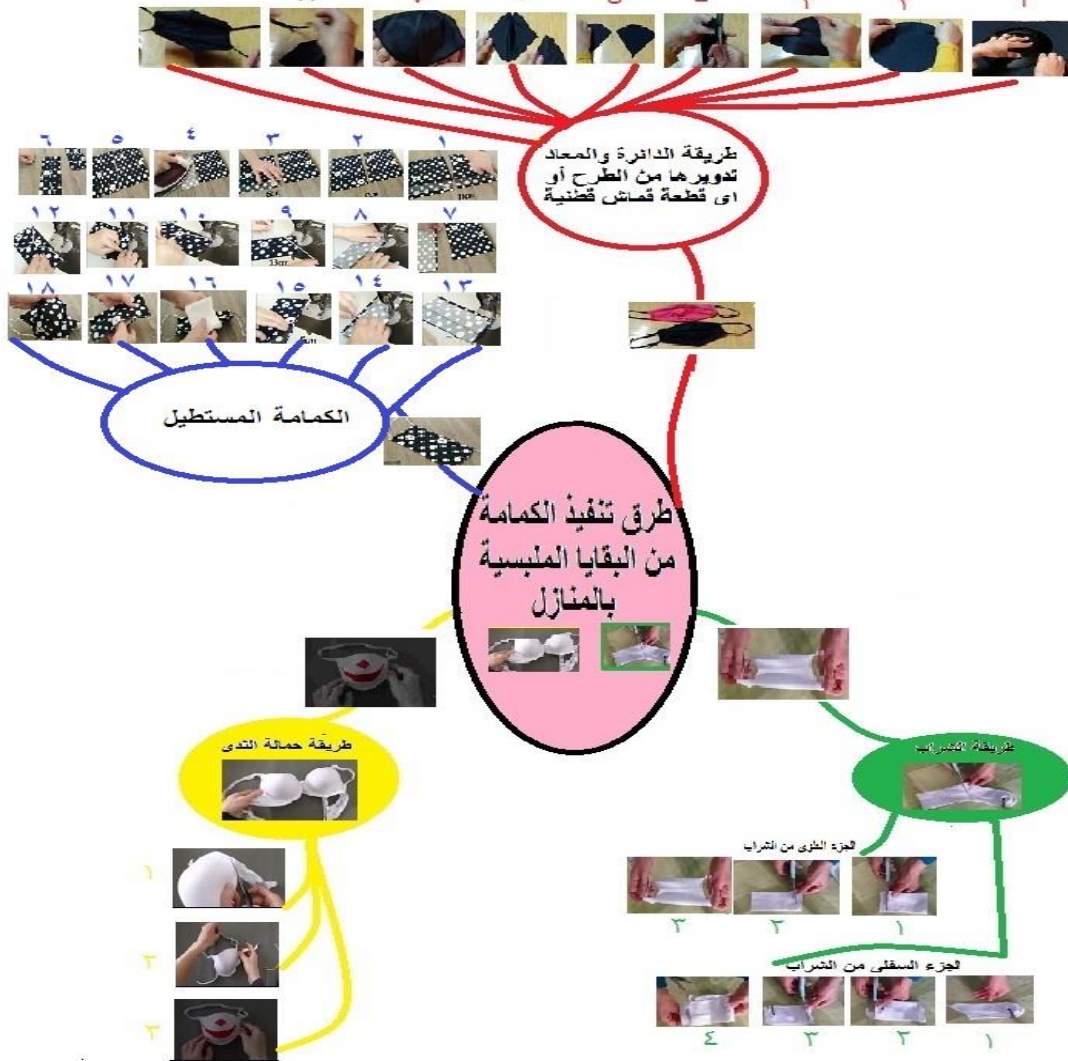 طريقة الدائرة والمعاد
تدويرها من الطرح أو
اى قطعة قماش قطنية
١
٢
٣
٤
٥
٦
٧
٨
٩
١٠
١١
١٢
١٣
١٤
١٥
١٦
١٧
١٨
الكمامة المستطيل
طرق تنفيذ الكمامة
من البقايا الملبسية
بالمنازل
طريقة الشراب
الجزء العلوى من الشراب
١
٢
٣
الجزء السفلى من الشراب
١
٢
٣
٤
طريقة حمالة الثدى
١
٢
٣